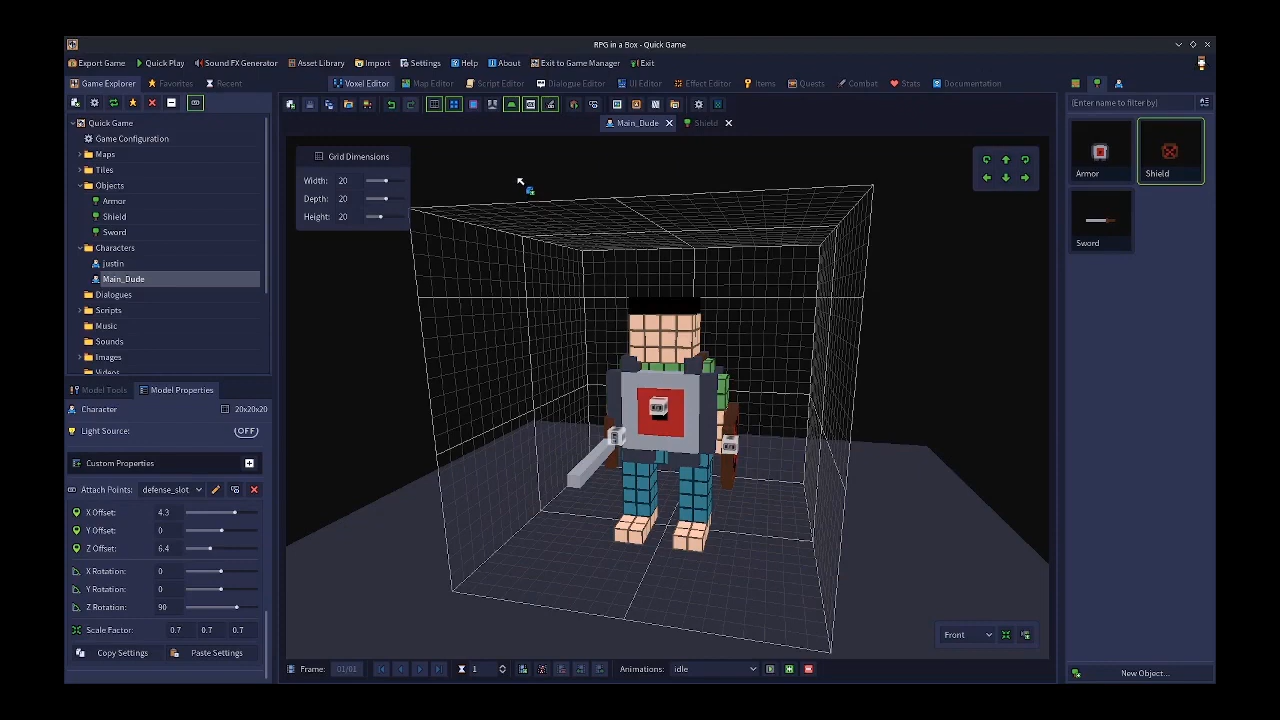 RPG in a Box - Quick Game
Export Game Quick Play Sound FX Generator Asset Library Import Settings Help About Exit to Game Manager Exit
Game Explorer Favorites Recent
Voxel Editor Map Editor Script Editor Dialogue Editor UI Editor Effect Editor Items Quests Combat Stats Documentation
(Enter name to filter by)
Main_Dude Shield
Quick Game
Game Configuration
Maps
Tiles
Objects
Armor
Shield
Sword
Characters
justin
Main_Dude
Dialogues
Scripts
Music
Sounds
Images
Videos
Model Tools Model Properties
Character 20x20x20
Light Source: (OFF)
Custom Properties
Attach Points: defense_slot
X Offset: 4.3
Y Offset: 0
Z Offset: 6.4
X Rotation: 0
Y Rotation: 0
Z Rotation: 90
Scale Factor: 0.7 0.7 0.7
Copy Settings Paste Settings
Grid Dimensions
Width: 20
Depth: 20
Height: 20
Front
Frame: 01/01 1 Animations: idle
Armor Shield
Sword
New Object...